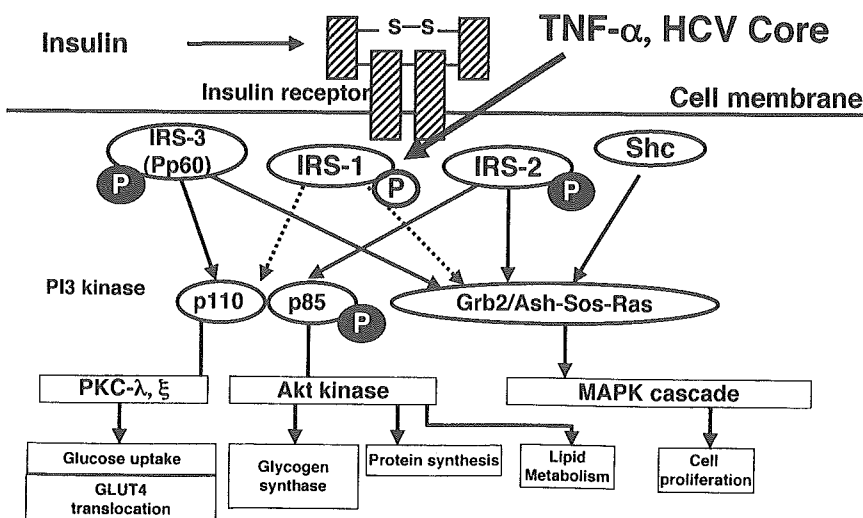 TNF-α, HCV Core
Insulin
S–S
Insulin receptor
Cell membrane
IRS-3
(Pp60)
P
IRS-1
P
IRS-2
P
Shc
PI3 kinase
p110
p85
P
Grb2/Ash-Sos-Ras
PKC-λ, ξ
Akt kinase
MAPK cascade
Glucose uptake
GLUT4
translocation
Glycogen
synthase
Protein synthesis
Lipid
Metabolism
Cell
proliferation